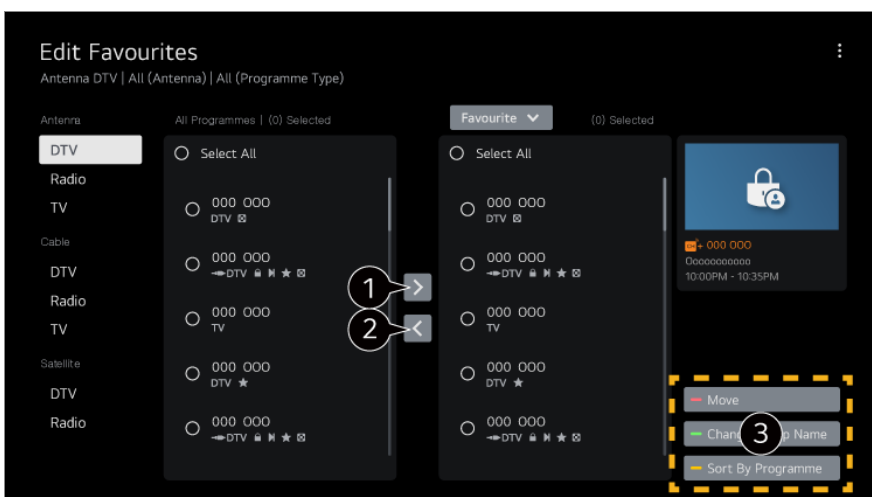 Edit Favourites
Antenna DTV | All (Antenna) | All (Programme Type)
Antenna
DTV
Radio
TV
Cable
DTV
Radio
TV
Satellite
DTV
Radio
All Programmes | (0) Selected
Select All
000 000
DTV
000 000
DTV
000 000
TV
000 000
DTV
000 000
DTV
1
2
Favourite
(0) Selected
Select All
000 000
DTV
000 000
DTV
000 000
TV
000 000
DTV
000 000
DTV
+ 000 000
Ooooooooooo
10:00PM - 10:35PM
Move
3
Name
Sort By Programme